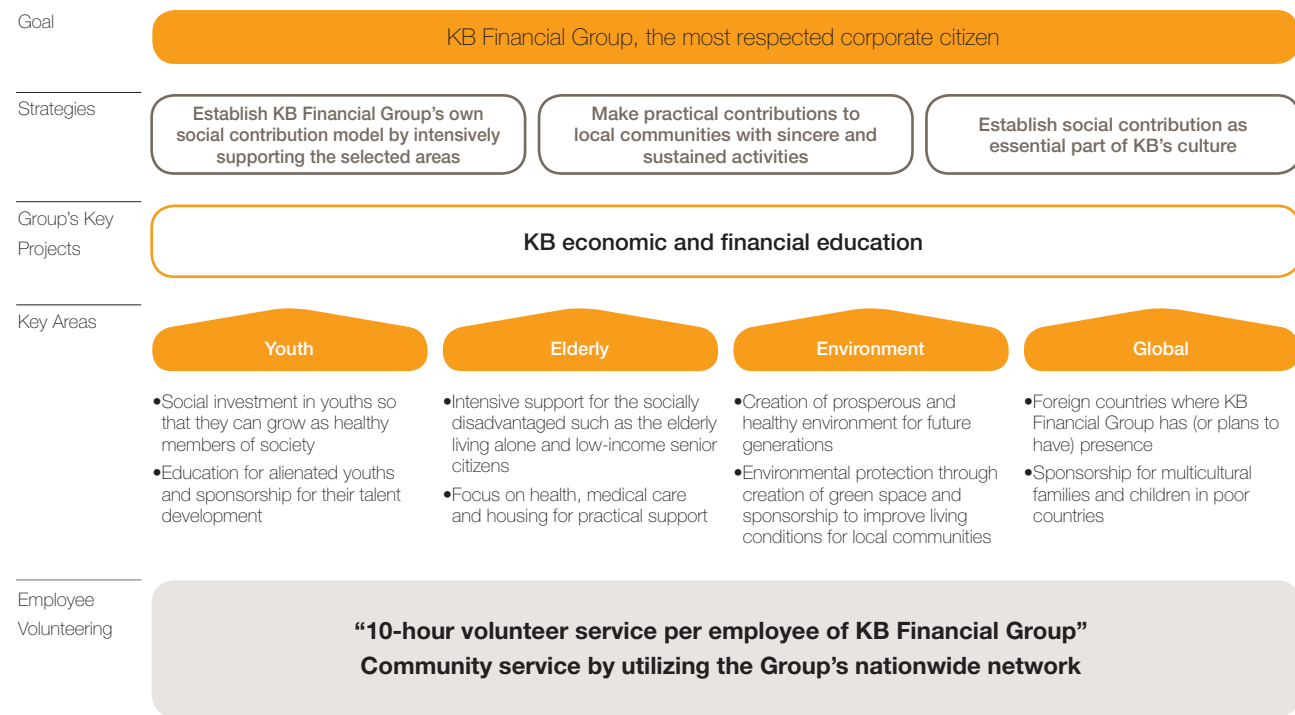 Goal
KB Financial Group, the most respected corporate citizen
Strategies
Establish KB Financial Group's own
social contribution model by intensively
supporting the selected areas
Make practical contributions to
local communities with sincere and
sustained activities
Establish social contribution as
essential part of KB's culture
Group's Key
Projects
KB economic and financial education
Key Areas
Youth
•Social investment in youths so
that they can grow as healthy
members of society
•Education for alienated youths
and sponsorship for their talent
development
Elderly
•Intensive support for the socially
disadvantaged such as the elderly
living alone and low-income senior
citizens
•Focus on health, medical care
and housing for practical support
Environment
•Creation of prosperous and
healthy environment for future
generations
•Environmental protection through
creation of green space and
sponsorship to improve living
conditions for local communities
Global
•Foreign countries where KB
Financial Group has (or plans to
have) presence
•Sponsorship for multicultural
families and children in poor
countries
Employee
Volunteering
“10-hour volunteer service per employee of KB Financial Group”
Community service by utilizing the Group's nationwide network